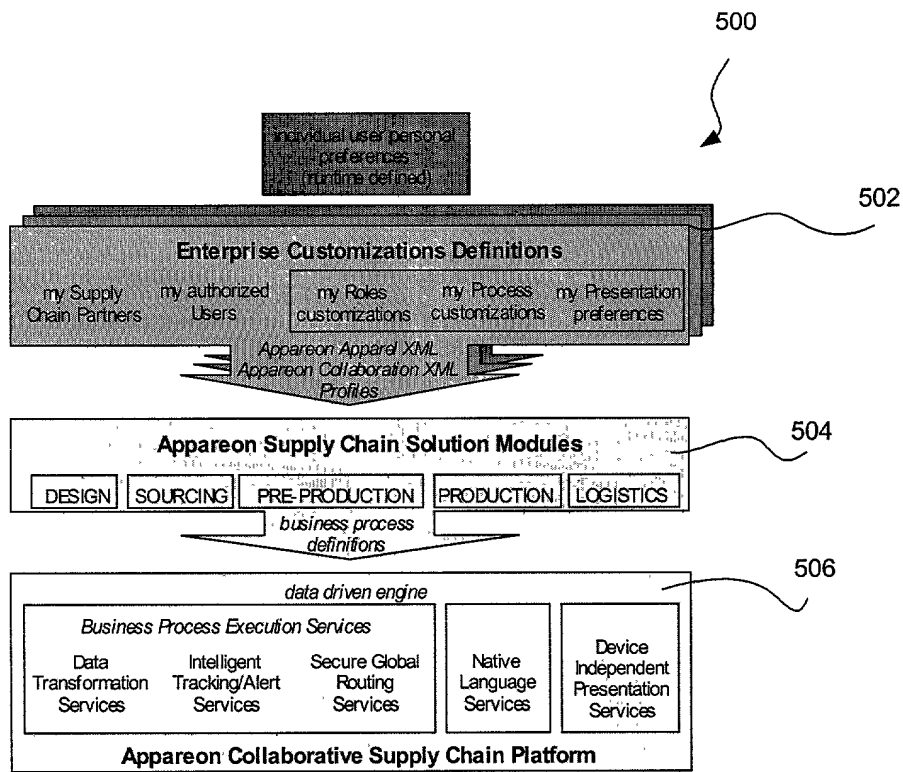 500
individual user personal
preferences
(runtime defined)
502
Enterprise Customizations Definitions
my Supply
Chain Partners
my authorized
Users
my Roles
customizations
my Process
customizations
my Presentation
preferences
Appareon Apparel XML
Appareon Collaboration XML
Profiles
504
Appareon Supply Chain Solution Modules
DESIGN
SOURCING
PRE-PRODUCTION
PRODUCTION
LOGISTICS
business process
definitions
506
data driven engine
Business Process Execution Services
Data
Transformation
Services
Intelligent
Tracking/Alert
Services
Secure Global
Routing
Services
Native
Language
Services
Device
Independent
Presentation
Services
Appareon Collaborative Supply Chain Platform